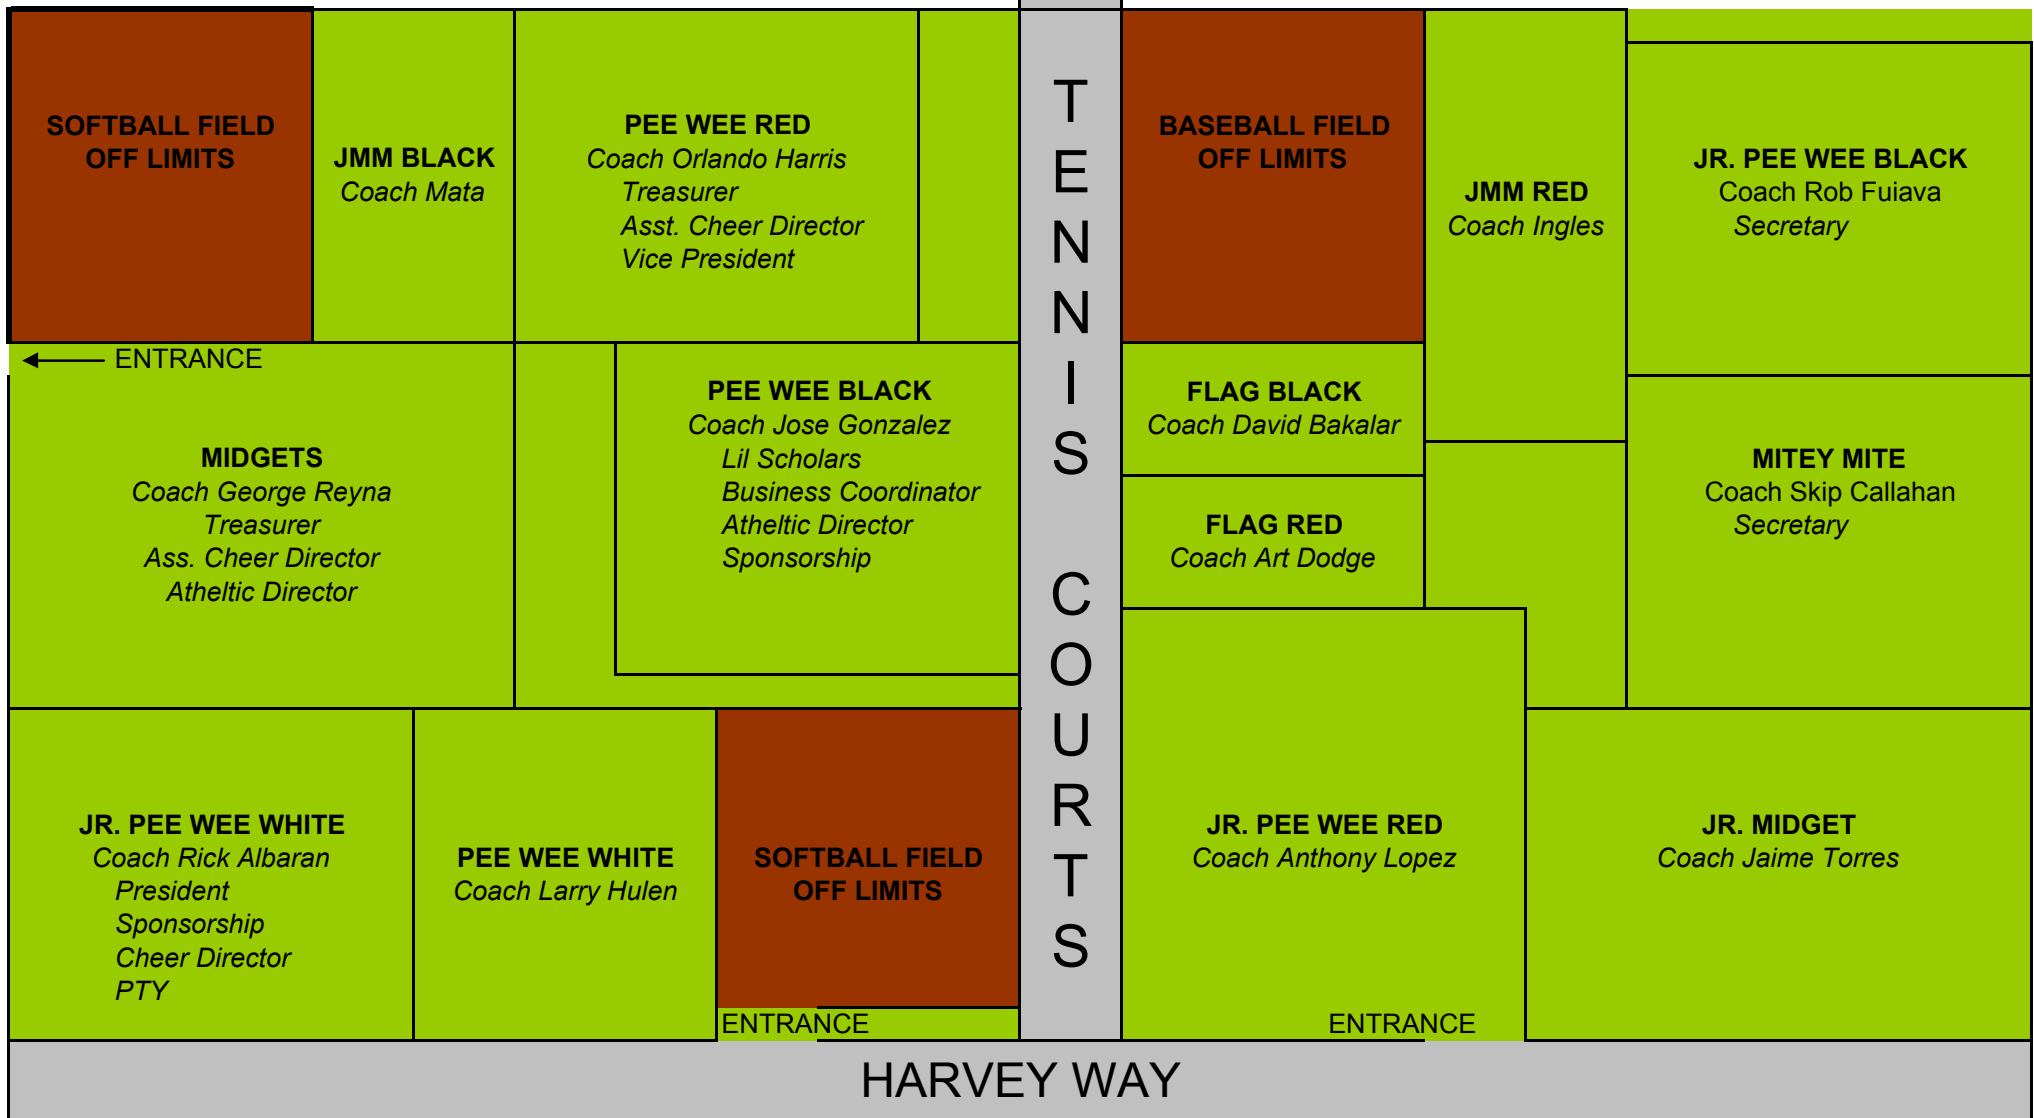 SOFTBALL FIELD
OFF LIMITS
JMM BLACK
Coach Mata
PEE WEE RED
Coach Orlando Harris
Treasurer
Asst. Cheer Director
Vice President
TENNIS COURTS
BASEBALL FIELD
OFF LIMITS
JMM RED
Coach Ingles
JR. PEE WEE BLACK
Coach Rob Fuiava
Secretary
ENTRANCE
MIDGETS
Coach George Reyna
Treasurer
Ass. Cheer Director
Atheltic Director
PEE WEE BLACK
Coach Jose Gonzalez
Lil Scholars
Business Coordinator
Atheltic Director
Sponsorship
FLAG BLACK
Coach David Bakalar
FLAG RED
Coach Art Dodge
MITEY MITE
Coach Skip Callahan
Secretary
JR. PEE WEE WHITE
Coach Rick Albaran
President
Sponsorship
Cheer Director
PTY
PEE WEE WHITE
Coach Larry Hulen
SOFTBALL FIELD
OFF LIMITS
ENTRANCE
JR. PEE WEE RED
Coach Anthony Lopez
ENTRANCE
JR. MIDGET
Coach Jaime Torres
HARVEY WAY